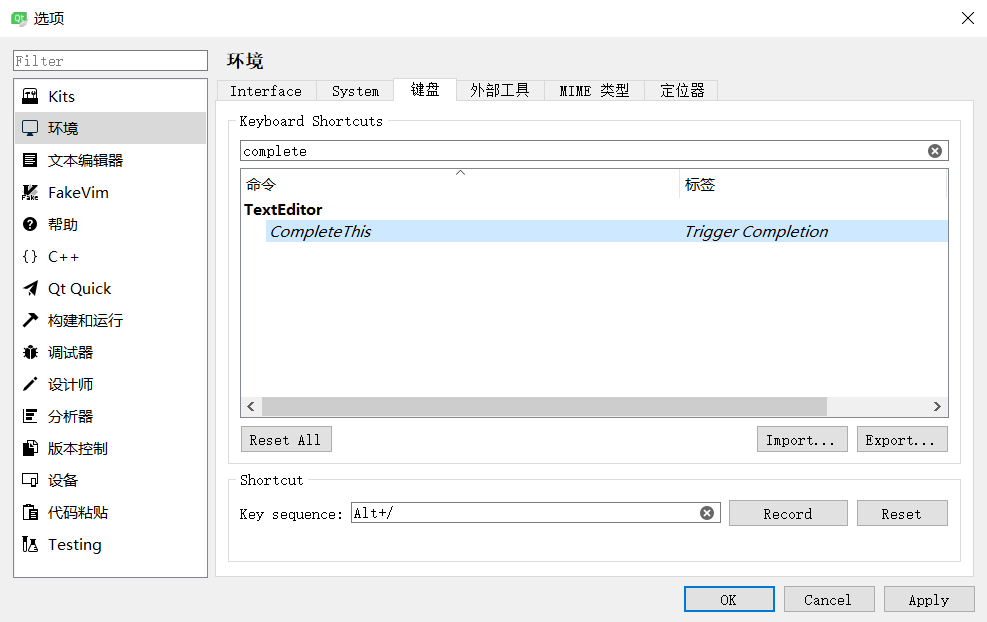 选项
Filter
Kits
环境
文本编辑器
FakeVim
帮助
C++
Qt Quick
构建和运行
调试器
设计师
分析器
版本控制
设备
代码粘贴
Testing
环境
Interface System 键盘 外部工具 MIME 类型 定位器
Keyboard Shortcuts
complete
命令 标签
TextEditor
CompleteThis Trigger Completion
Reset All Import... Export...
Shortcut
Key sequence: Alt+/ Record Reset
OK Cancel Apply